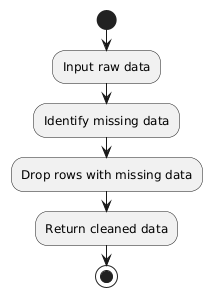 Input raw data
Identify missing data
Drop rows with missing data
Return cleaned data